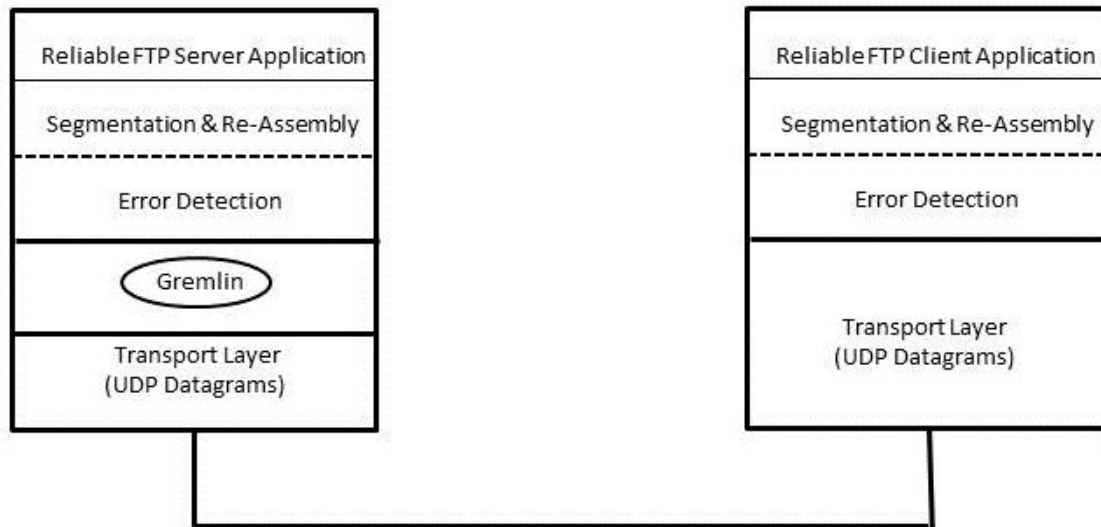 Reliable FTP Server Application
Segmentation & Re-Assembly
Error Detection
Gremlin
Transport Layer
(UDP Datagrams)
Reliable FTP Client Application
Segmentation & Re-Assembly
Error Detection
Transport Layer
(UDP Datagrams)